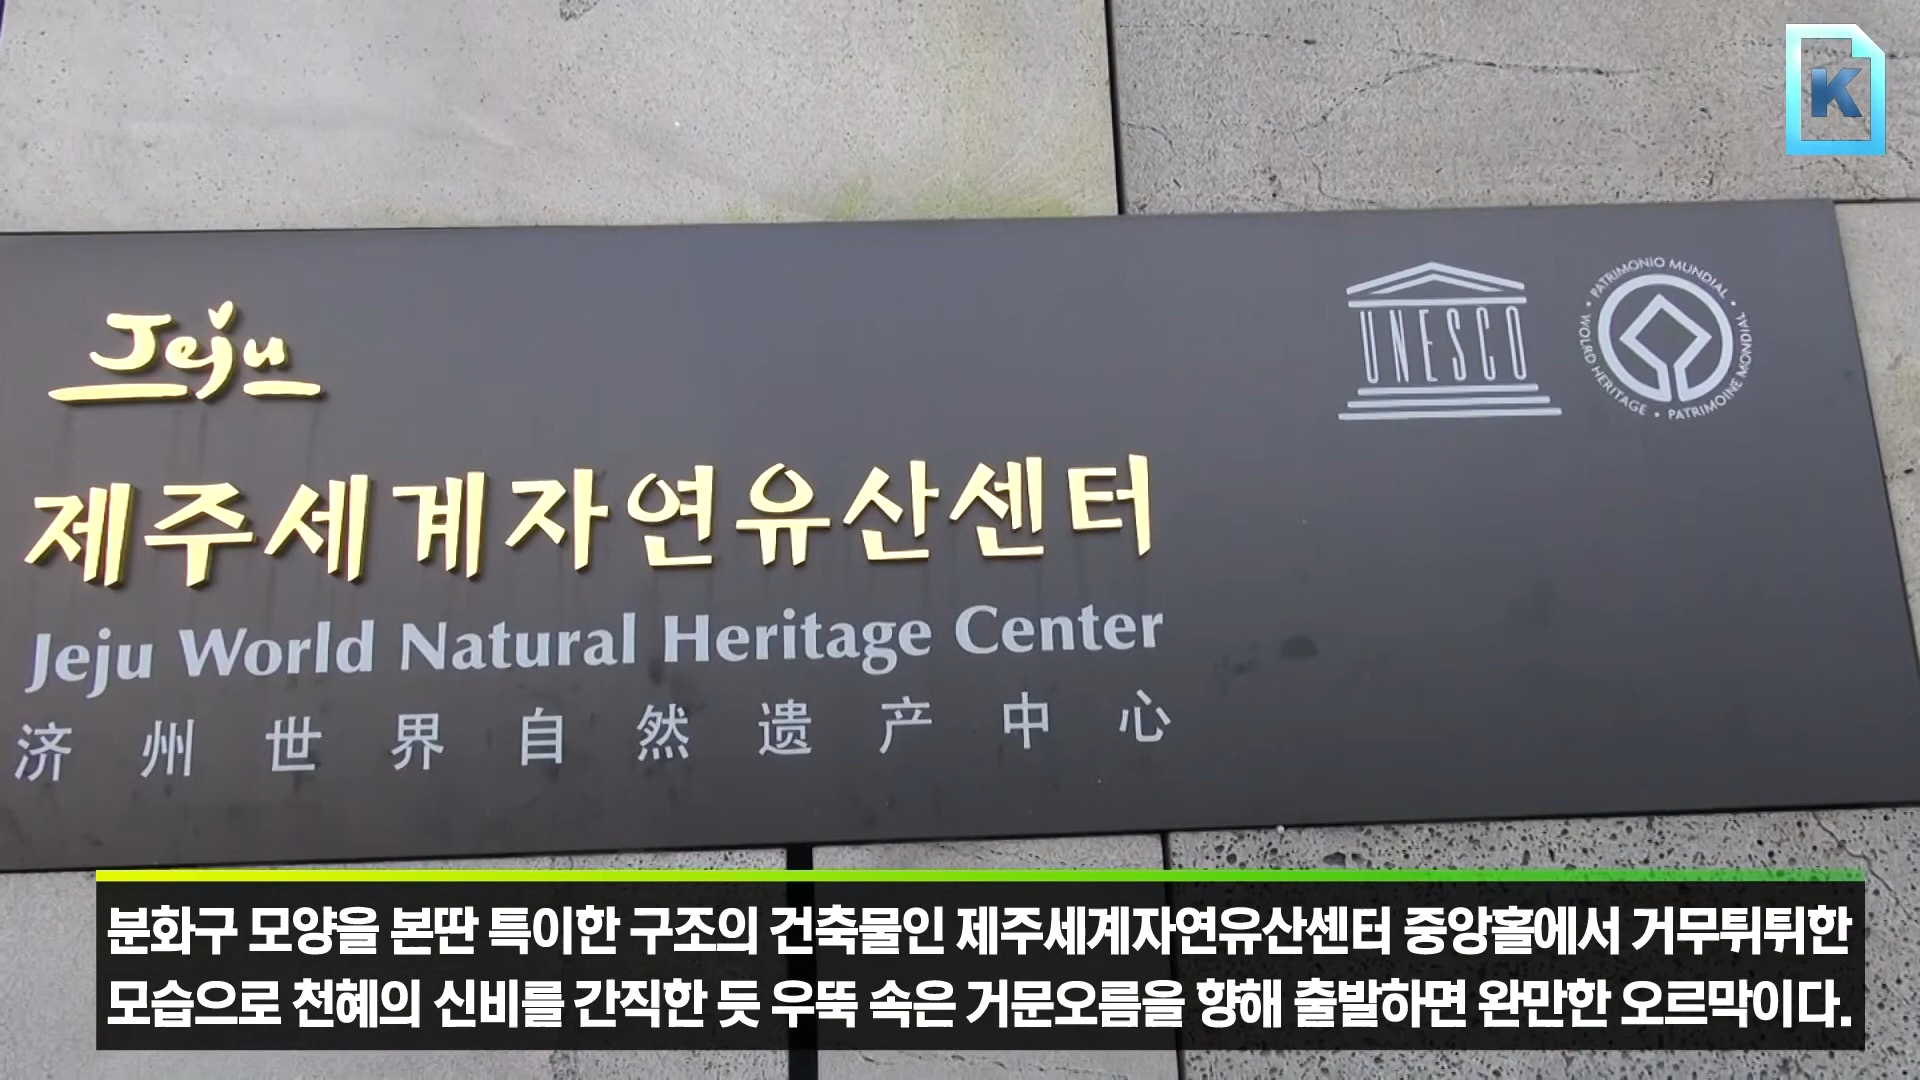 K
Jeju
UNESCO
PATRIMONIO MUNDIAL • WOLRD HERITAGE • PATRIMOINE MONDIAL •
제주세계자연유산센터
Jeju World Natural Heritage Center
济州世界自然遗产中心
분화구 모양을 본딴 특이한 구조의 건축물인 제주세계자연유산센터 중앙홀에서 거무튀튀한
모습으로 천혜의 신비를 간직한 듯 우뚝 속은 거문오름을 향해 출발하면 완만한 오르막이다.